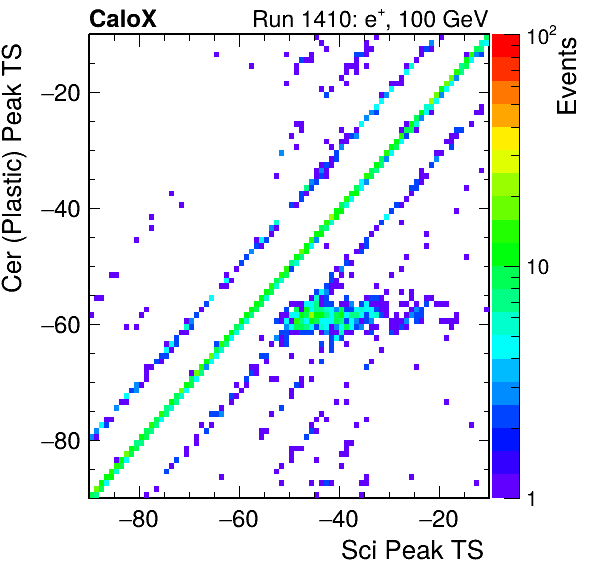 CaloX Run 1410: e⁺, 100 GeV
Cer (Plastic) Peak TS
−20
−40
−60
−80
−80 −60 −40 −20
Sci Peak TS
10²
10
1
Events